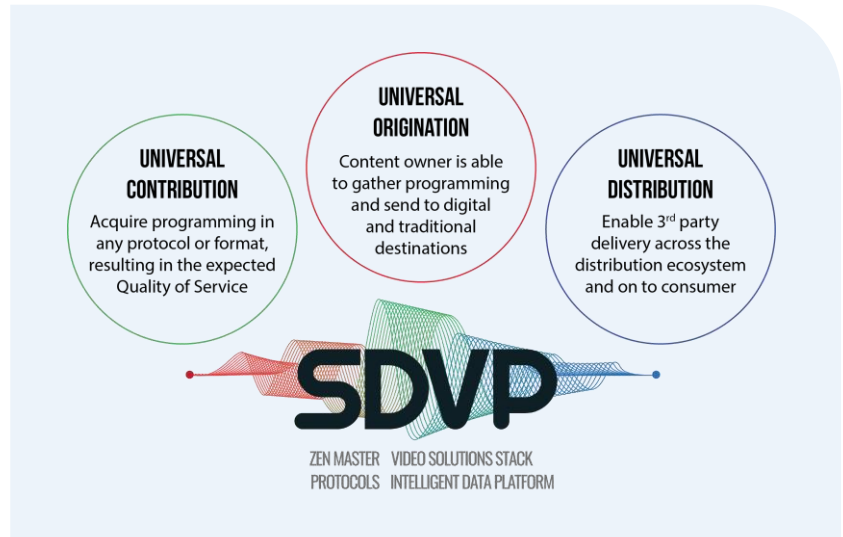 UNIVERSAL
CONTRIBUTION
Acquire programming in
any protocol or format,
resulting in the expected
Quality of Service
UNIVERSAL
ORIGINATION
Content owner is able
to gather programming
and send to digital
and traditional
destinations
UNIVERSAL
DISTRIBUTION
Enable 3rd party
delivery across the
distribution ecosystem
and on to consumer
SDVP
ZEN MASTER VIDEO SOLUTIONS STACK
PROTOCOLS INTELLIGENT DATA PLATFORM